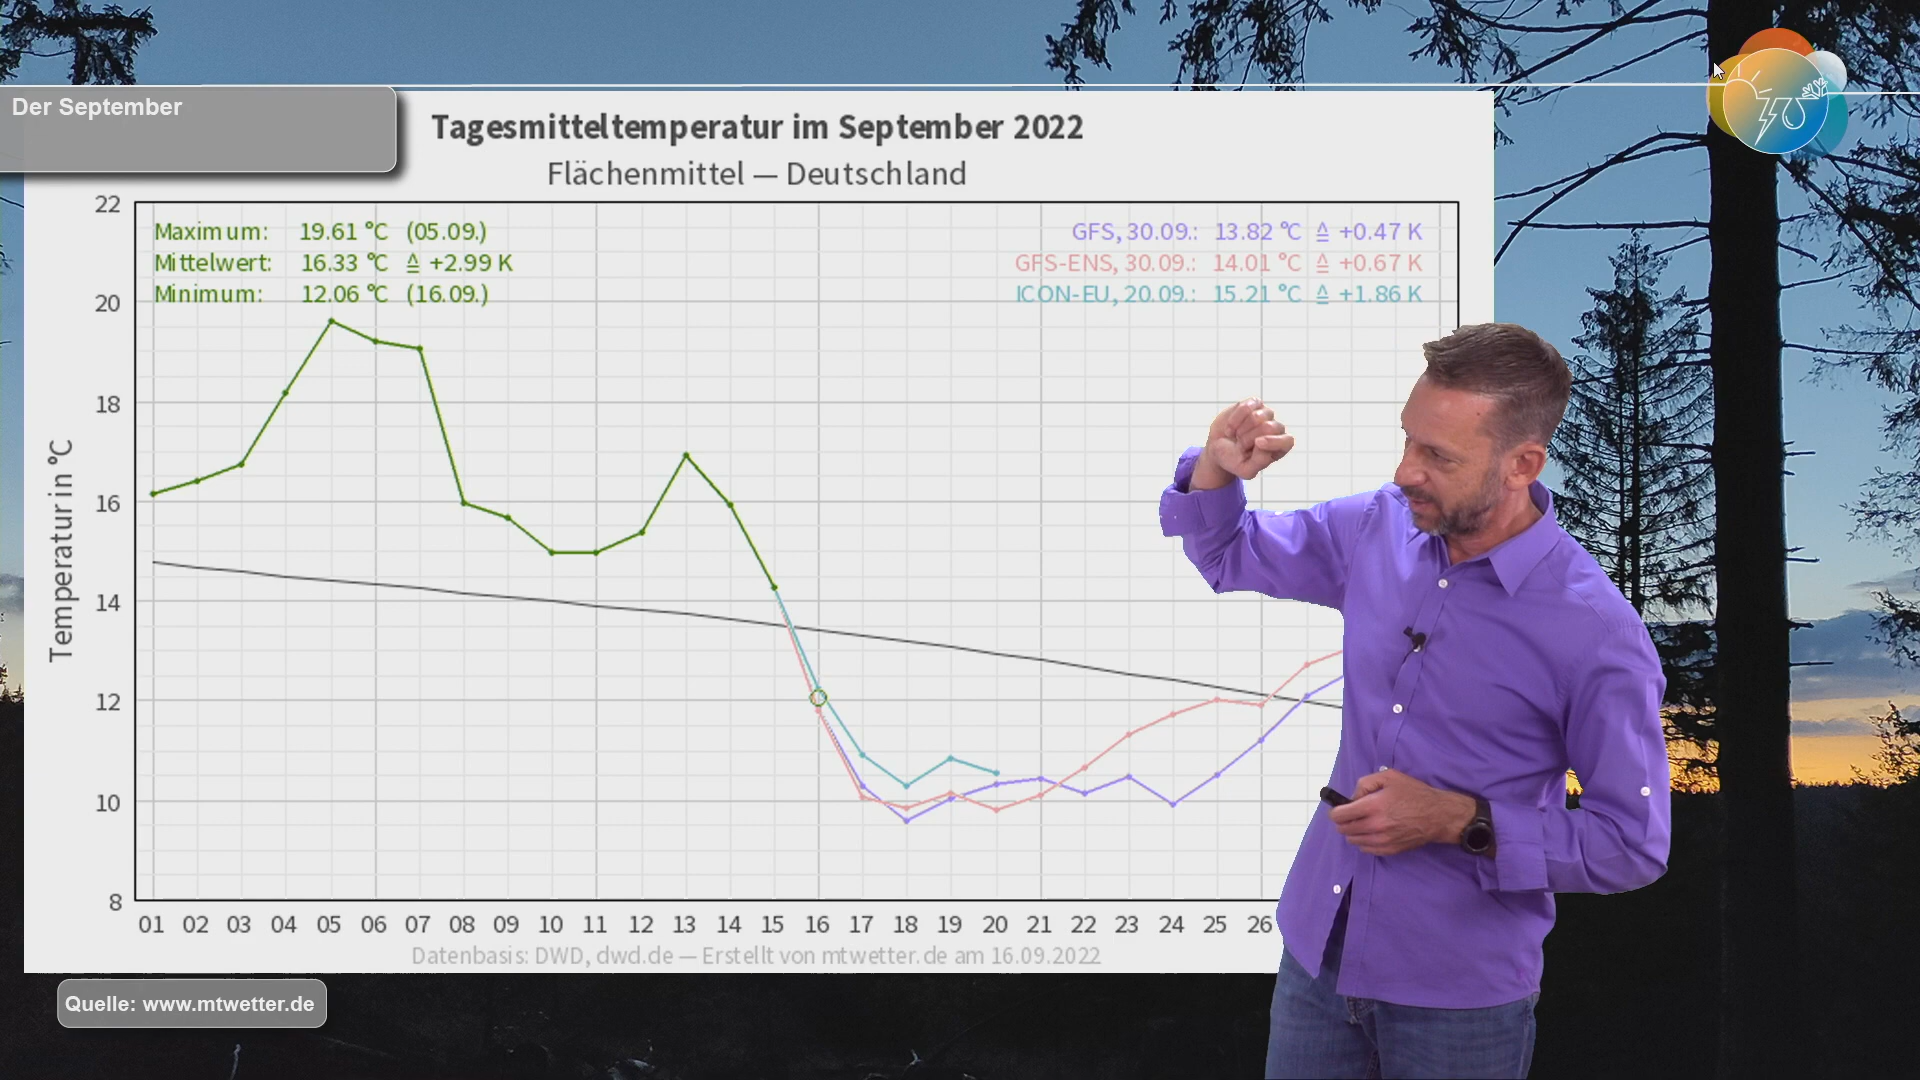 Der September
Tagesmitteltemperatur im September 2022
Flächenmittel — Deutschland
Temperatur in °C
22
20
18
16
14
12
10
8
Maximum: 19.61 °C (05.09.)
Mittelwert: 16.33 °C ≙ +2.99 K
Minimum: 12.06 °C (16.09.)
GFS, 30.09.: 13.82 °C ≙ +0.47 K
GFS-ENS, 30.09.: 14.01 °C ≙ +0.67 K
ICON-EU, 20.09.: 15.21 °C ≙ +1.86 K
01 02 03 04 05 06 07 08 09 10 11 12 13 14 15 16 17 18 19 20 21 22 23 24 25 26
Datenbasis: DWD, dwd.de — Erstellt von mtwetter.de am 16.09.2022
Quelle: www.mtwetter.de